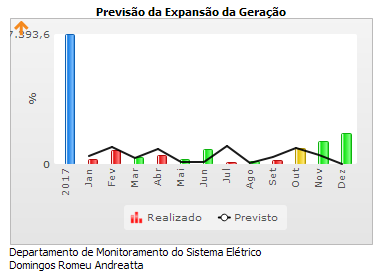 Previsão da Expansão da Geração
7.393,6
%
0
2017
Jan
Fev
Mar
Abr
Mai
Jun
Jul
Ago
Set
Out
Nov
Dez
Realizado
Previsto
Departamento de Monitoramento do Sistema Elétrico
Domingos Romeu Andreatta